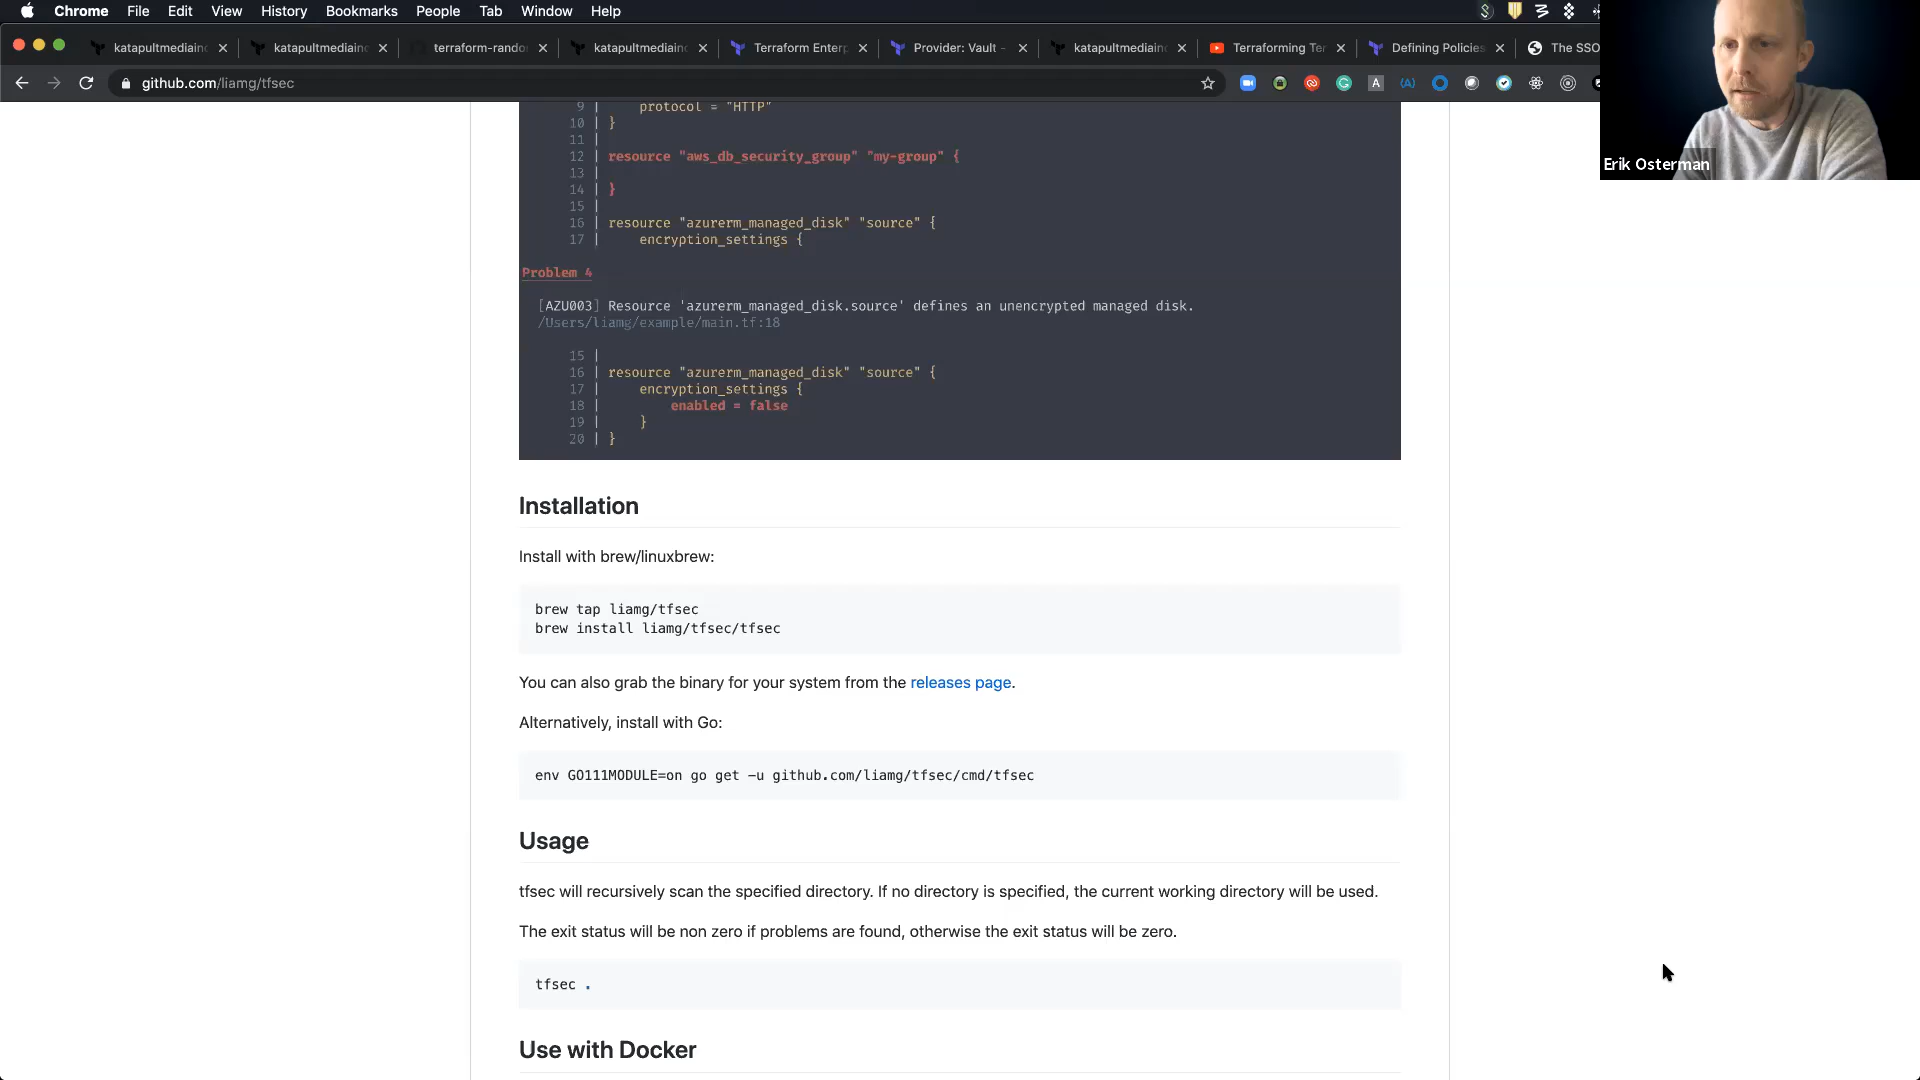 Chrome File Edit View History Bookmarks People Tab Window Help
katapultmediainc katapultmediainc terraform-rando katapultmediainc Terraform Enterp Provider: Vault - katapultmediainc Terraforming Ter Defining Policies The SSO
github.com/liamg/tfsec
9 | protocol = "HTTP"
10 | }
11 |
12 | resource "aws_db_security_group" "my-group" {
13 |
14 | }
15 |
16 | resource "azurerm_managed_disk" "source" {
17 | encryption_settings {
Problem 4
[AZU003] Resource 'azurerm_managed_disk.source' defines an unencrypted managed disk.
/Users/liamg/example/main.tf:18
15 |
16 | resource "azurerm_managed_disk" "source" {
17 | encryption_settings {
18 | enabled = false
19 | }
20 | }
Installation
Install with brew/linuxbrew:
brew tap liamg/tfsec
brew install liamg/tfsec/tfsec
You can also grab the binary for your system from the releases page.
Alternatively, install with Go:
env GO111MODULE=on go get -u github.com/liamg/tfsec/cmd/tfsec
Usage
tfsec will recursively scan the specified directory. If no directory is specified, the current working directory will be used.
The exit status will be non zero if problems are found, otherwise the exit status will be zero.
tfsec .
Use with Docker
Erik Osterman